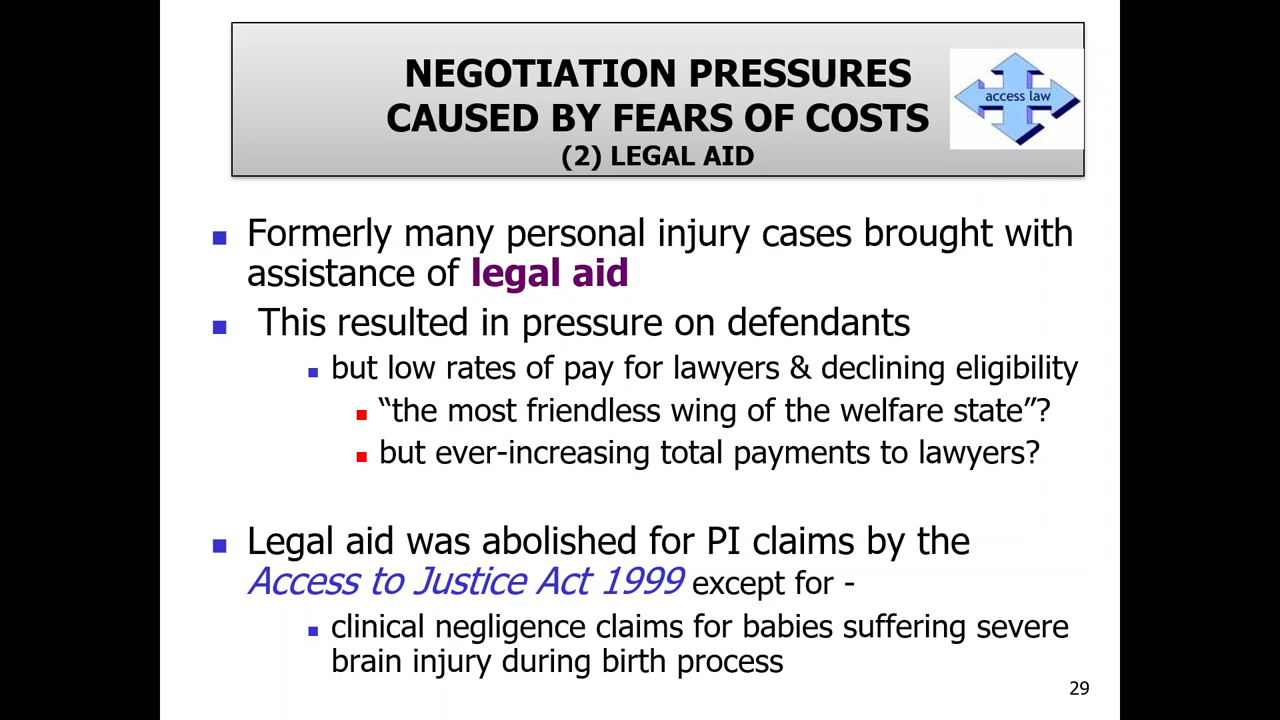 NEGOTIATION PRESSURES
CAUSED BY FEARS OF COSTS
(2) LEGAL AID
access law
Formerly many personal injury cases brought with
assistance of legal aid
This resulted in pressure on defendants
but low rates of pay for lawyers & declining eligibility
“the most friendless wing of the welfare state”?
but ever-increasing total payments to lawyers?
Legal aid was abolished for PI claims by the
Access to Justice Act 1999 except for -
clinical negligence claims for babies suffering severe
brain injury during birth process
29